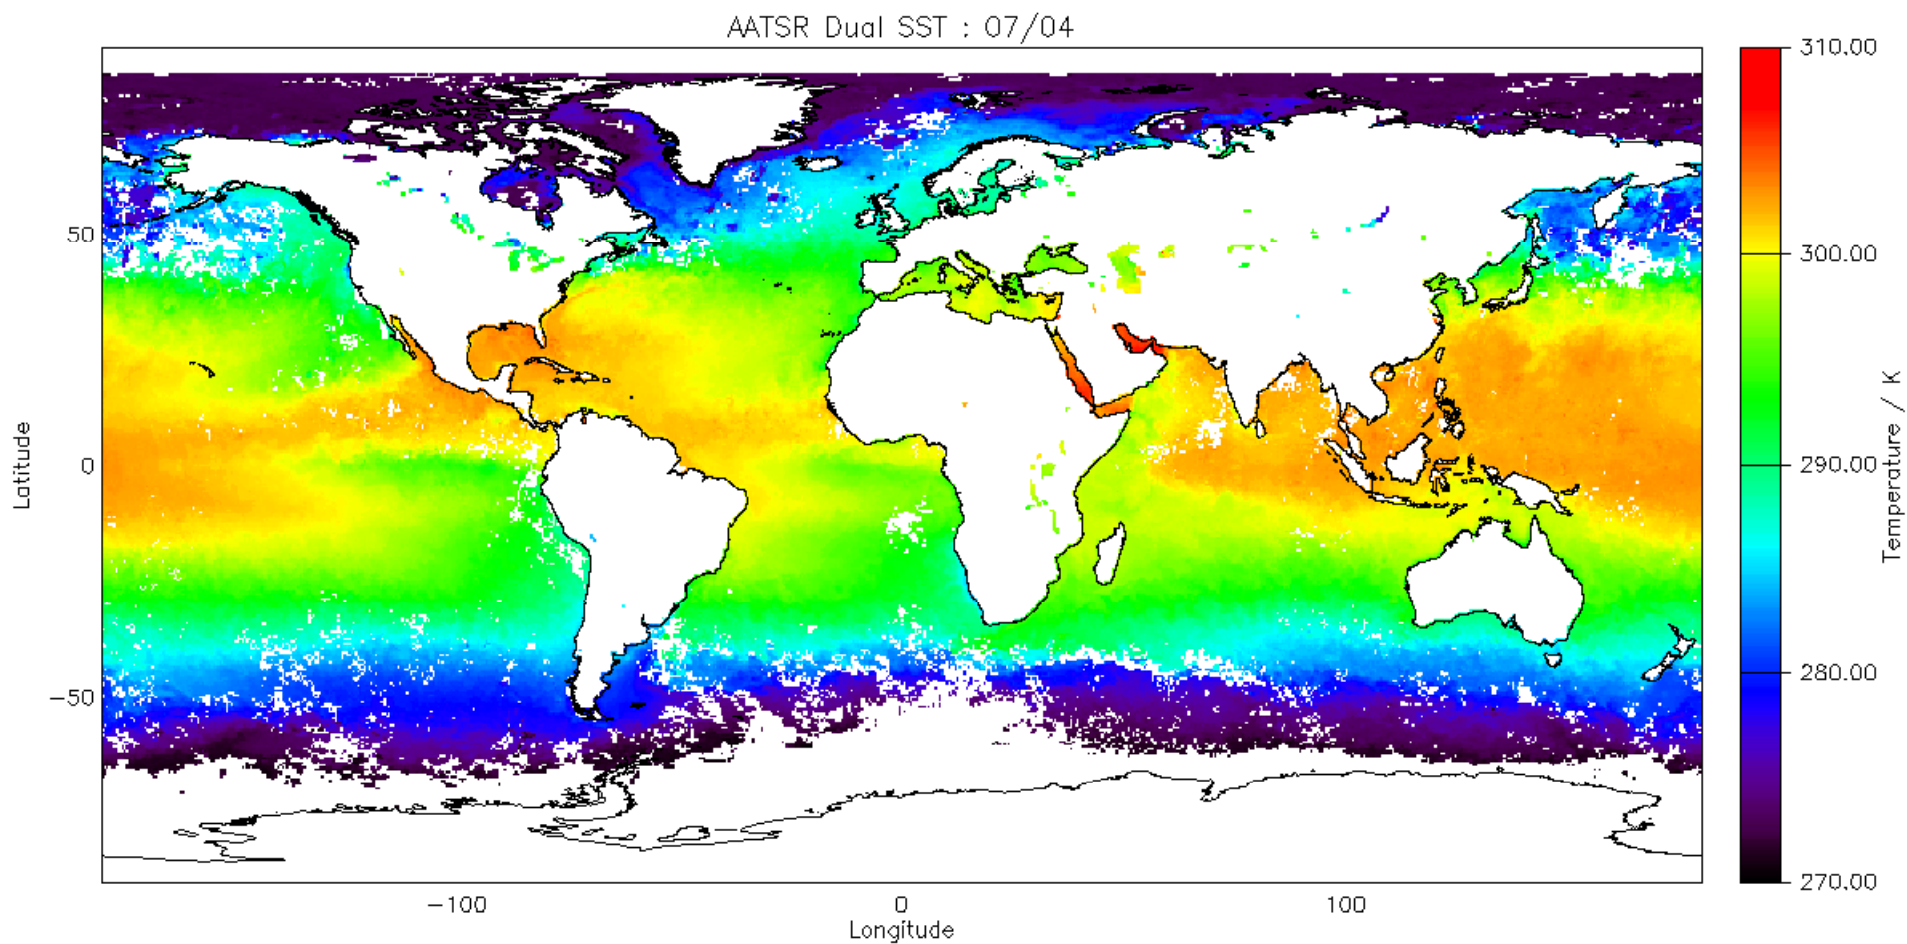 AATSR Dual SST : 07/04
310.00
300.00
290.00
280.00
270.00
Temperature / K
50
0
−50
Latitude
−100
0
100
Longitude